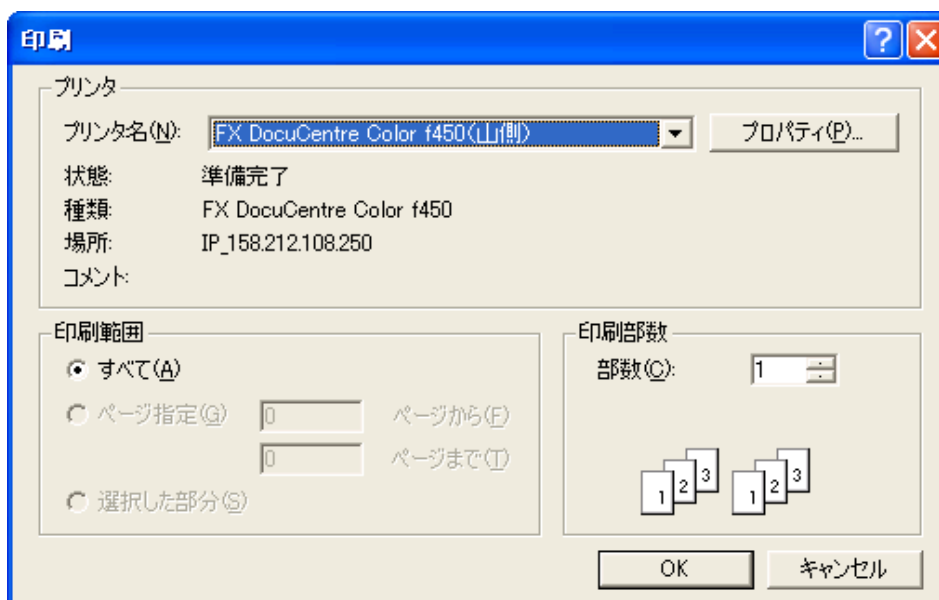 印刷
プリンタ
プリンタ名(N): FX DocuCentre Color f450(山側) プロパティ(P)...
状態: 準備完了
種類: FX DocuCentre Color f450
場所: IP_158.212.108.250
コメント:
印刷範囲
すべて(A)
ページ指定(G) 0 ページから(F)
0 ページまで(T)
選択した部分(S)
印刷部数
部数(C): 1
1 2 3 1 2 3
OK キャンセル